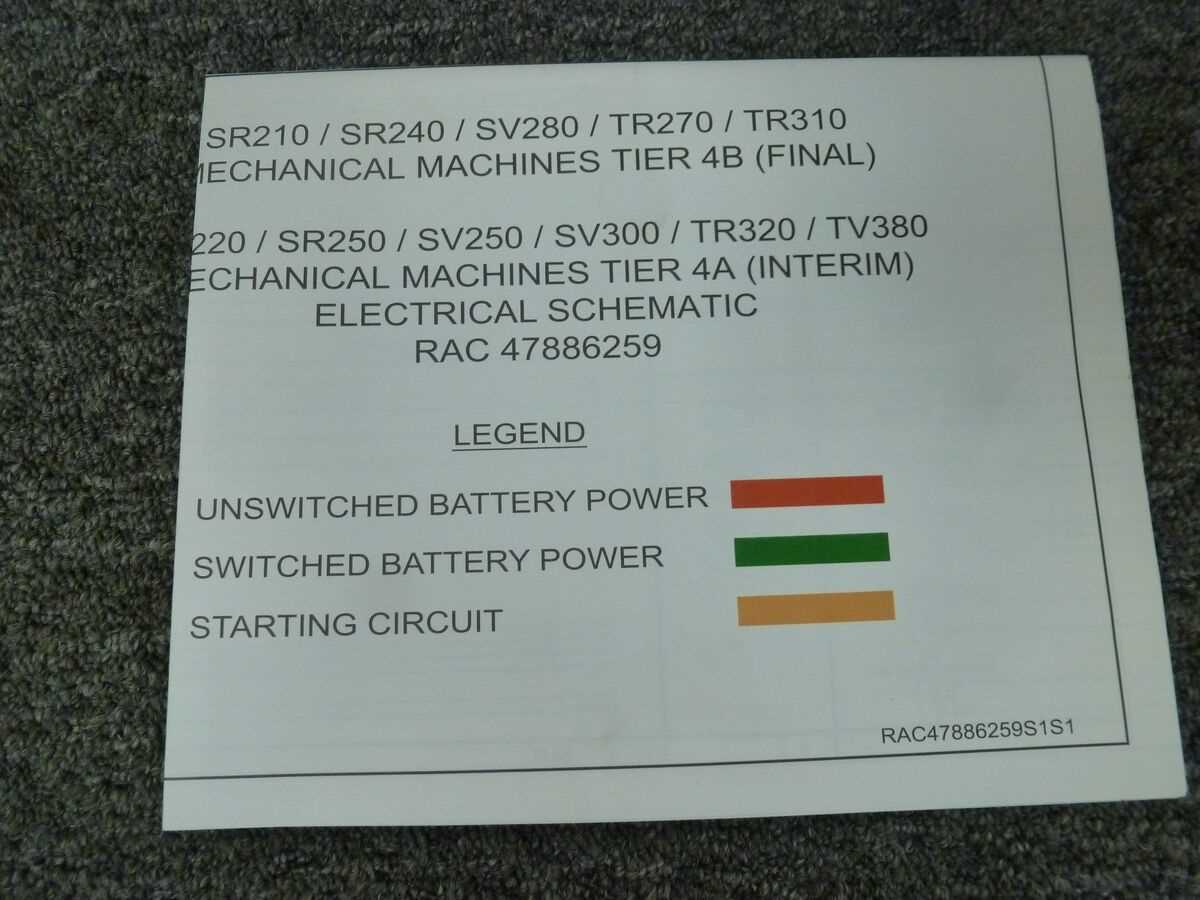 SR210 / SR240 / SV280 / TR270 / TR310
MECHANICAL MACHINES TIER 4B (FINAL)
220 / SR250 / SV250 / SV300 / TR320 / TV380
ECHANICAL MACHINES TIER 4A (INTERIM)
ELECTRICAL SCHEMATIC
RAC 47886259
LEGEND
UNSWITCHED BATTERY POWER
SWITCHED BATTERY POWER
STARTING CIRCUIT
RAC47886259S1S1